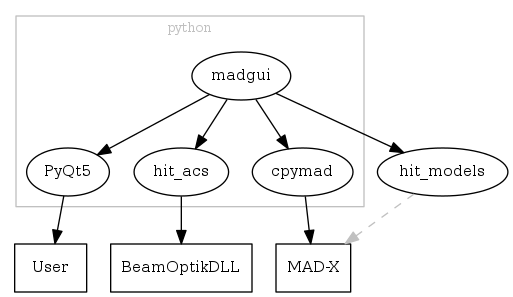 python
madgui
PyQt5
hit_acs
cpymad
hit_models
User
BeamOptikDLL
MAD-X